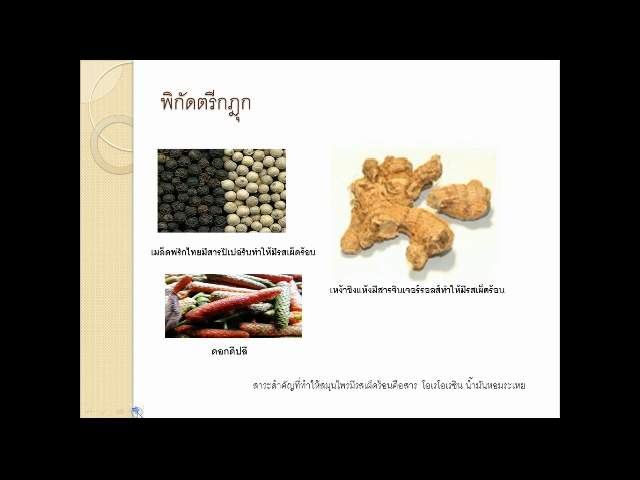 พิกัดตรีกฎุก
เมล็ดพริกไทยมีสารปิเปอรีนทำให้มีรสเผ็ดร้อน
เหง้าขิงแห้งมีสารจินเจอร์รอลส์ทำให้มีรสเผ็ดร้อน
ดอกดีปลี
สาระสำคัญที่ทำให้สมุนไพรมีรสเผ็ดร้อนคือสาร โอเรโอเรซิน น้ำมันหอมระเหย